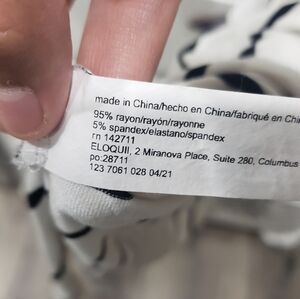 made in China/hecho en China/fabriqué en Chi
95% rayon/rayón/rayonne
5% spandex/elastano/spandex
rn 142711
ELOQUII, 2 Miranova Place, Suite 280, Columbus
po:28711
123 7061 028 04/21